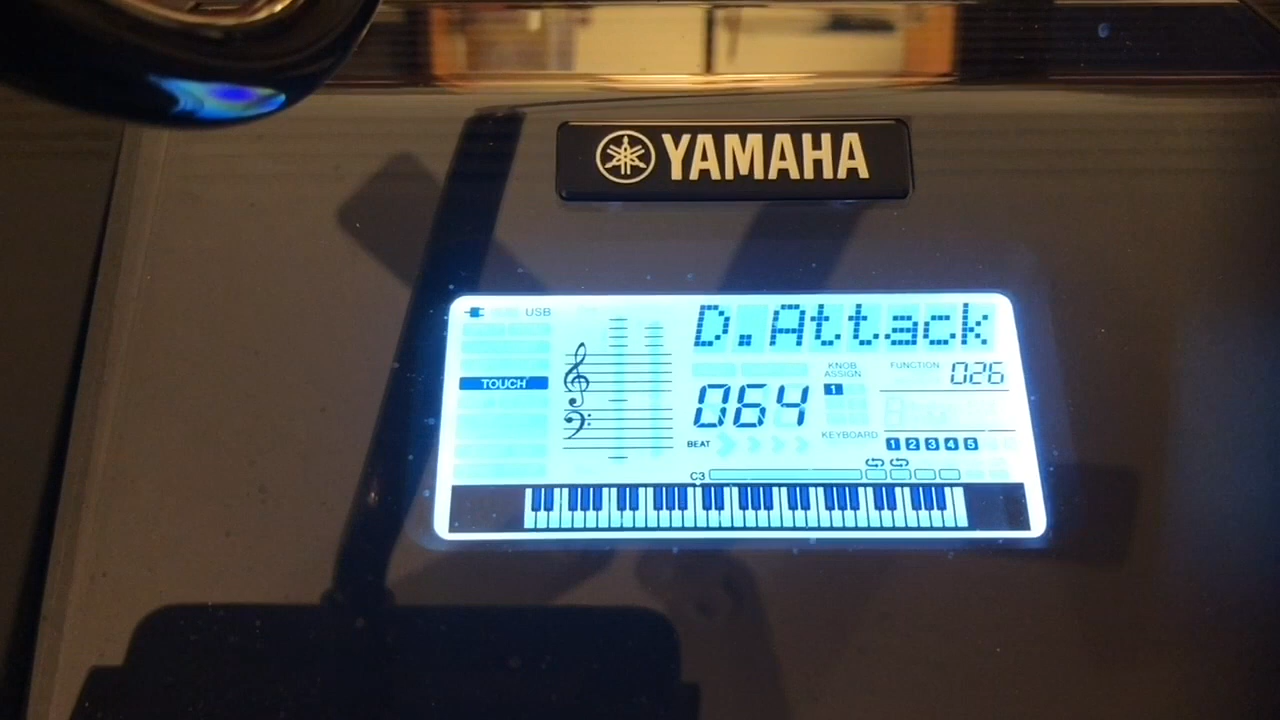 YAMAHA
USB
D.Attack
TOUCH
KNOB
ASSIGN
FUNCTION
026
064
1
BEAT
KEYBOARD
1 2 3 4 5
C3